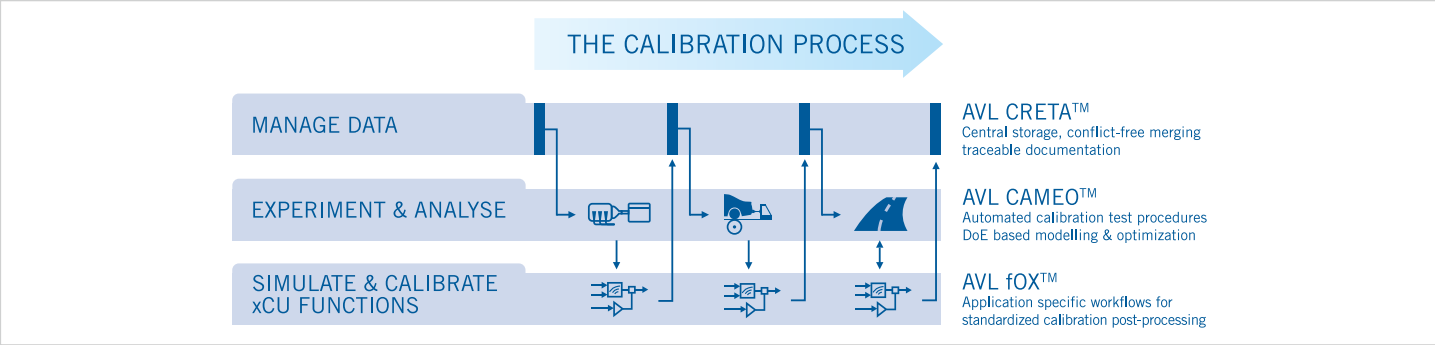 THE CALIBRATION PROCESS
MANAGE DATA
AVL CRETA™
Central storage, conflict-free merging
traceable documentation
EXPERIMENT & ANALYSE
AVL CAMEO™
Automated calibration test procedures
DoE based modelling & optimization
SIMULATE & CALIBRATE
xCU FUNCTIONS
AVL fOX™
Application specific workflows for
standardized calibration post-processing